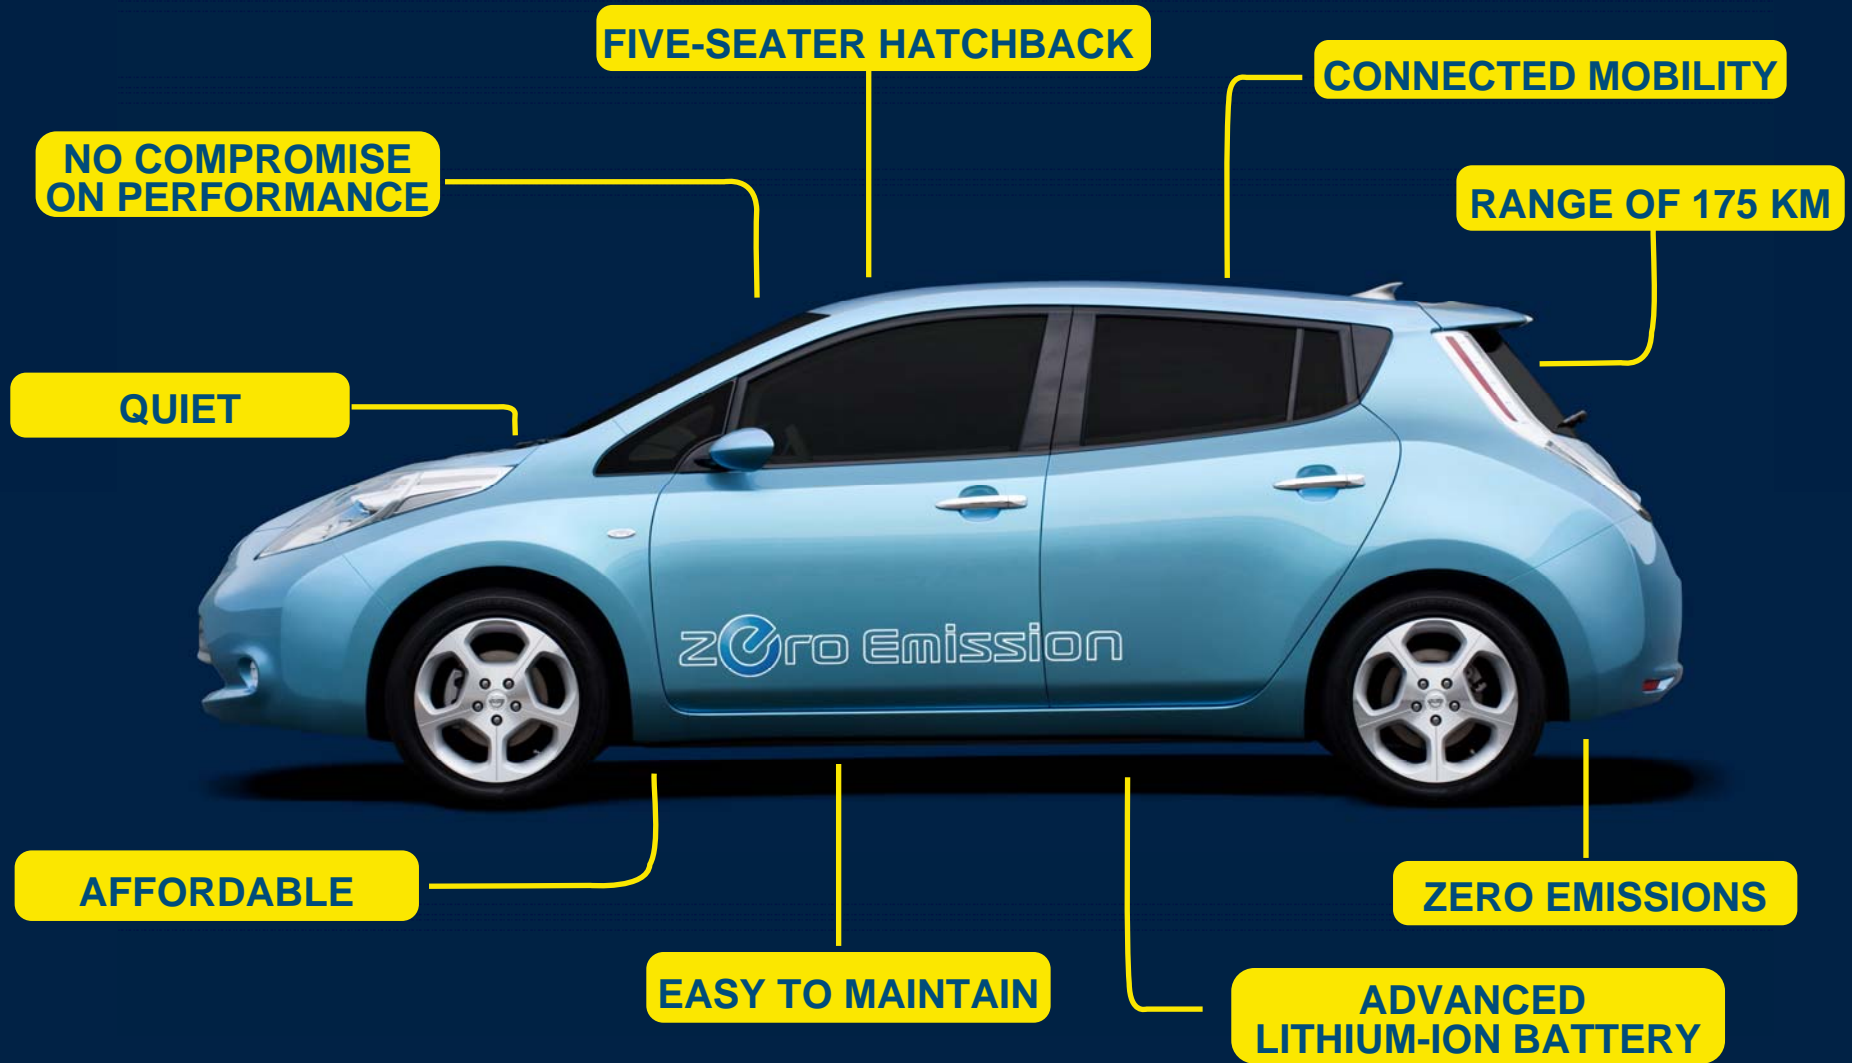 FIVE-SEATER HATCHBACK
CONNECTED MOBILITY
NO COMPROMISE
ON PERFORMANCE
RANGE OF 175 KM
QUIET
zero Emission
AFFORDABLE
ZERO EMISSIONS
EASY TO MAINTAIN
ADVANCED
LITHIUM-ION BATTERY